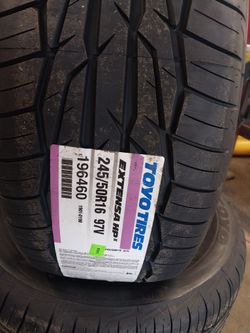 TOYO TIRES
EXTENSA HP II
245/50R16 97V
196460